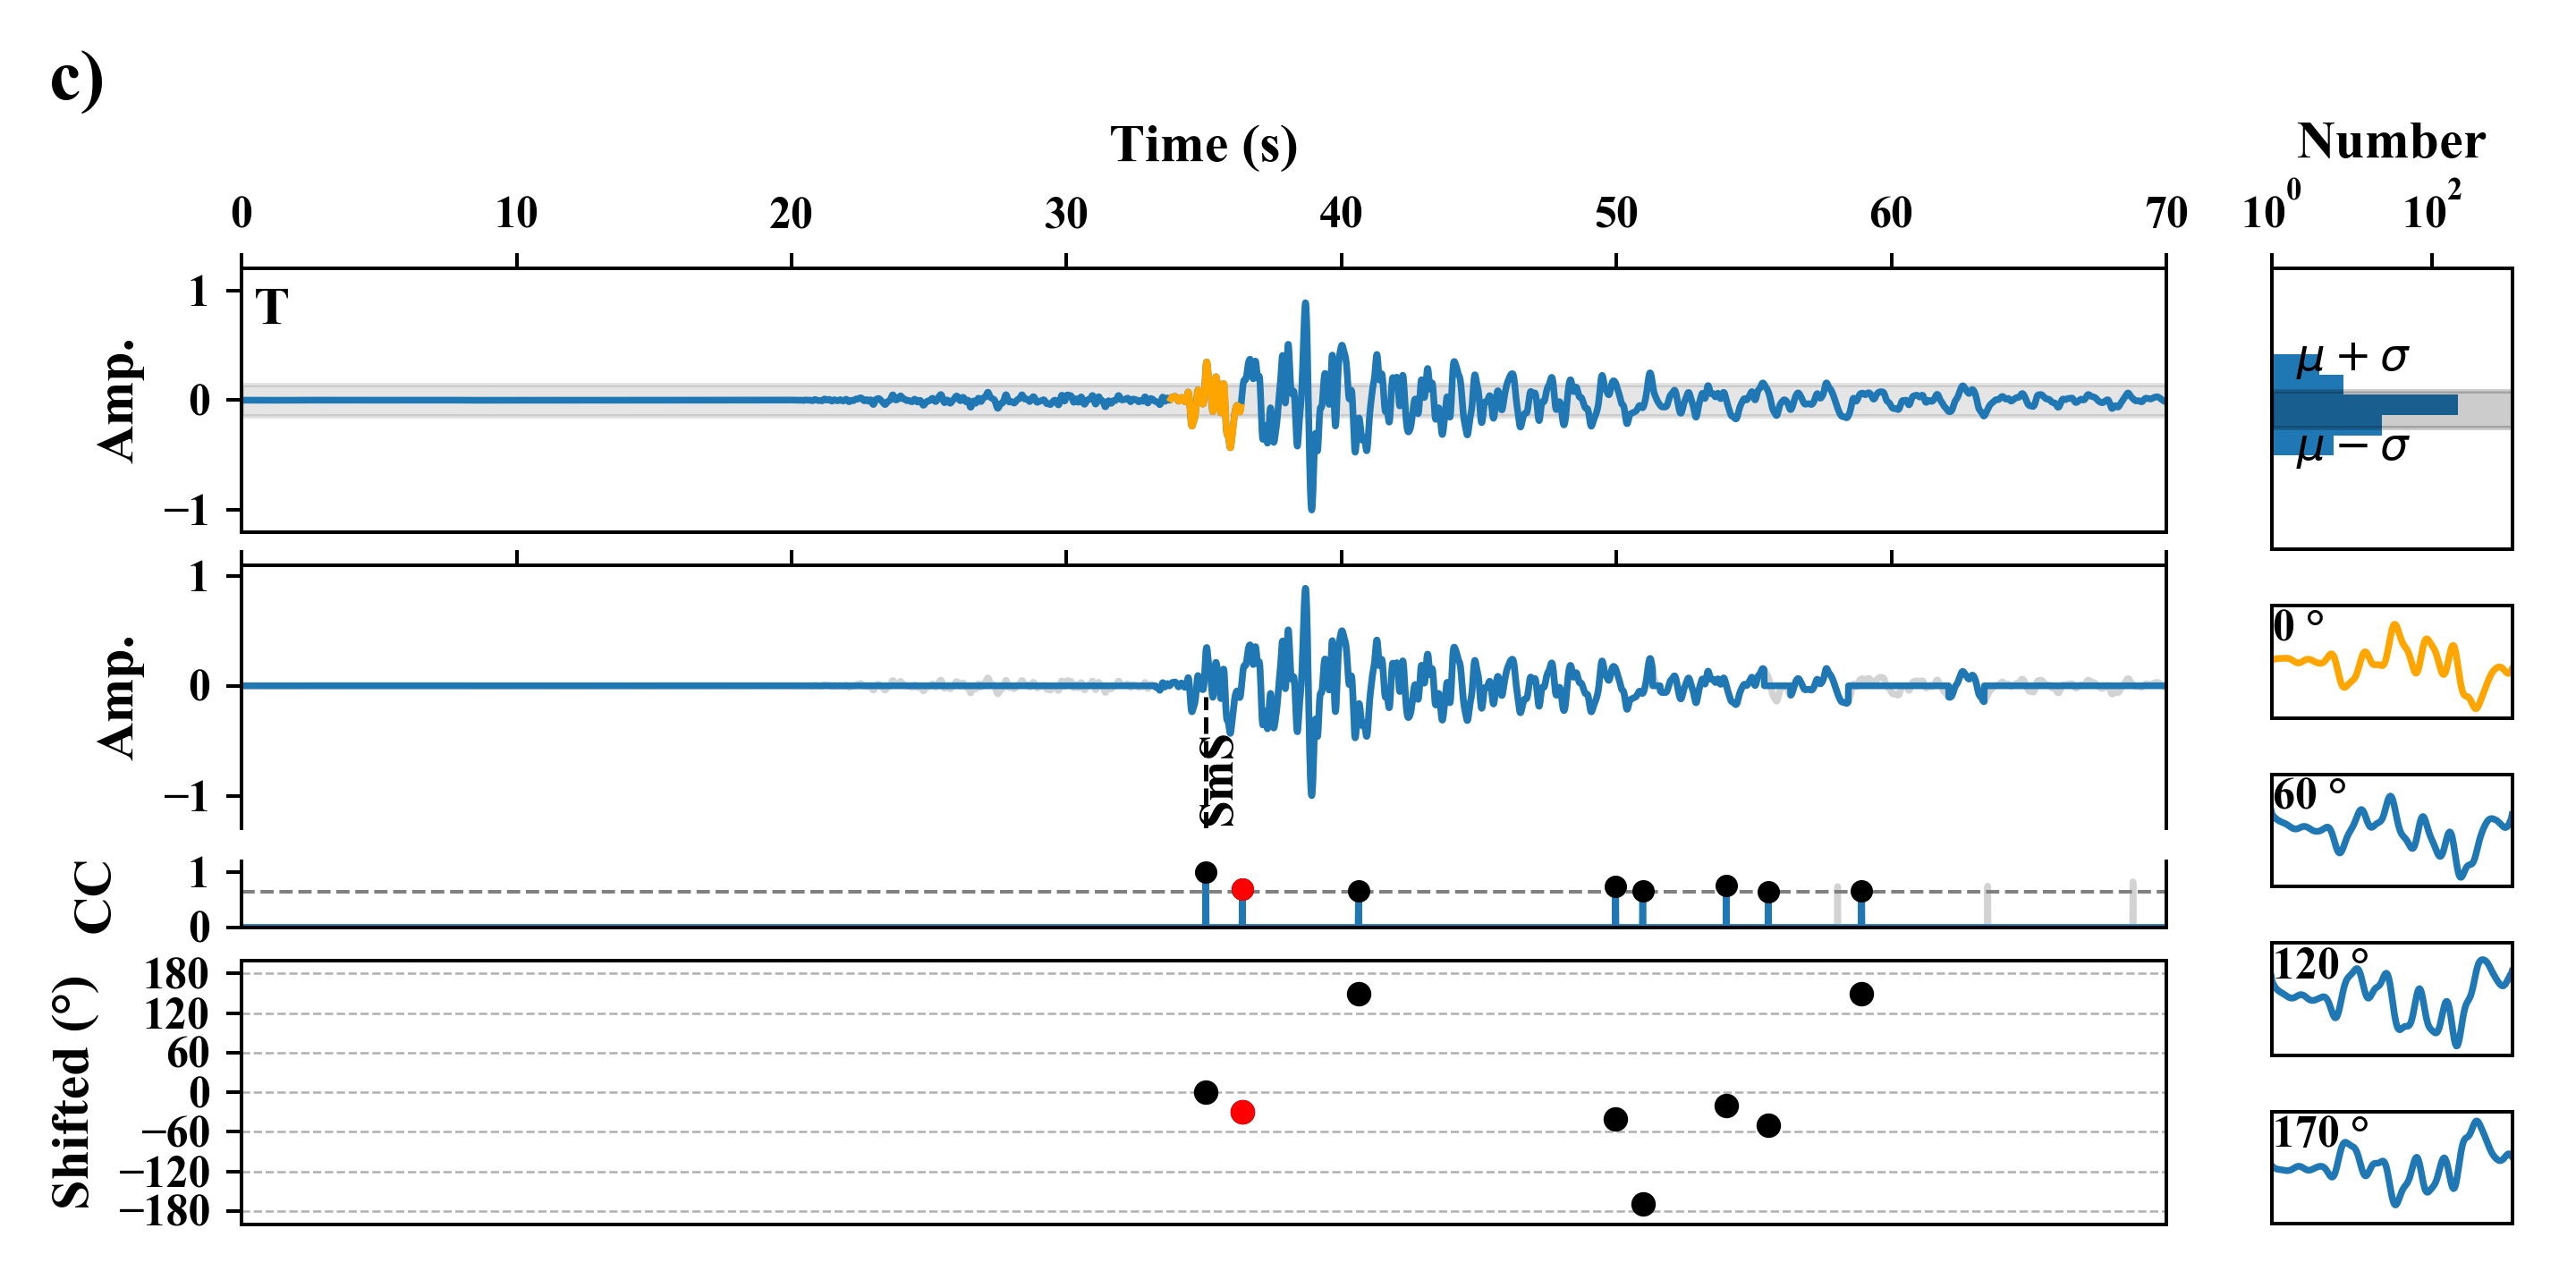 c)
Time (s)
Number
0 10 20 30 40 50 60 70
10^0 10^2
T
Amp.
1
0
−1
μ + σ
μ − σ
Amp.
1
0
−1
SmS
0 °
60 °
CC
1
0
120 °
Shifted (°)
180
120
60
0
−60
−120
−180
170 °